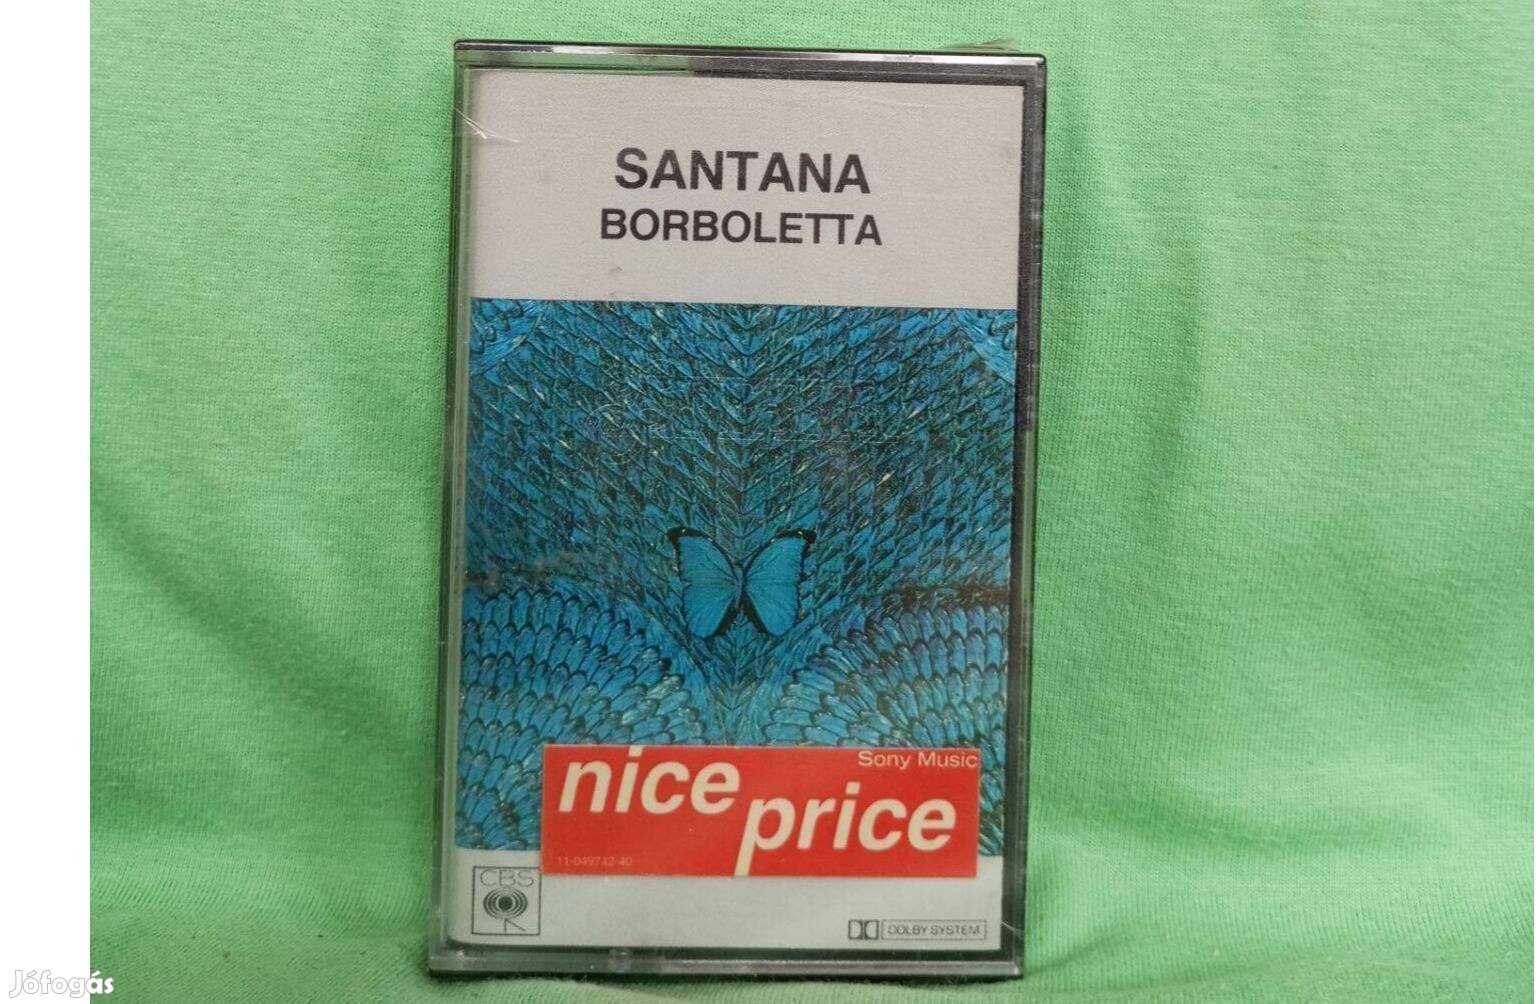 SANTANA
BORBOLETTA
Sony Music
nice
price
11-049742-40
CBS
DOLBY SYSTEM
Jófogás